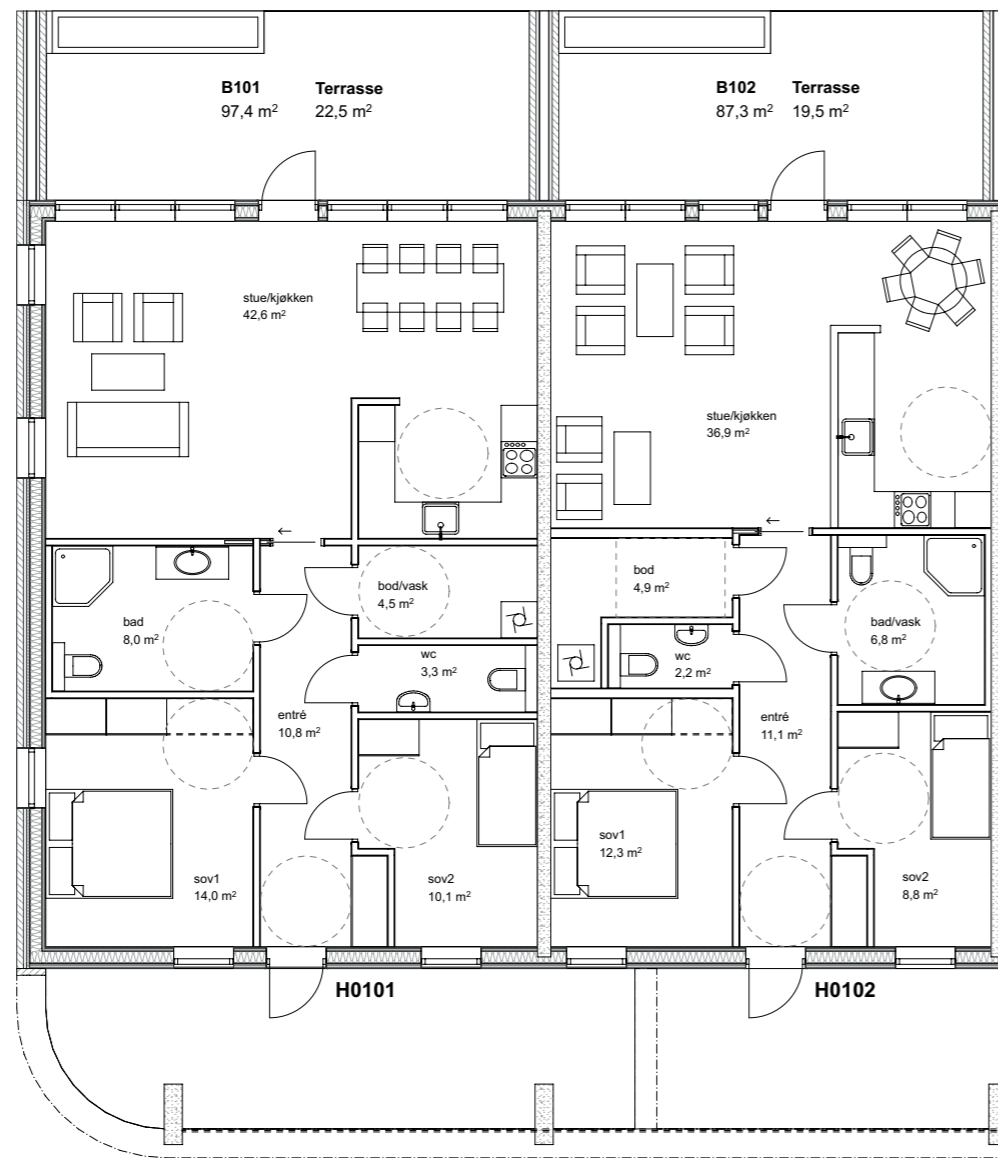 B101 Terrasse
97,4 m² 22,5 m²
B102 Terrasse
87,3 m² 19,5 m²
stue/kjøkken
42,6 m²
stue/kjøkken
36,9 m²
bad
8,0 m²
bod/vask
4,5 m²
wc
3,3 m²
entré
10,8 m²
sov1
14,0 m²
sov2
10,1 m²
bod
4,9 m²
wc
2,2 m²
bad/vask
6,8 m²
entré
11,1 m²
sov1
12,3 m²
sov2
8,8 m²
H0101
H0102